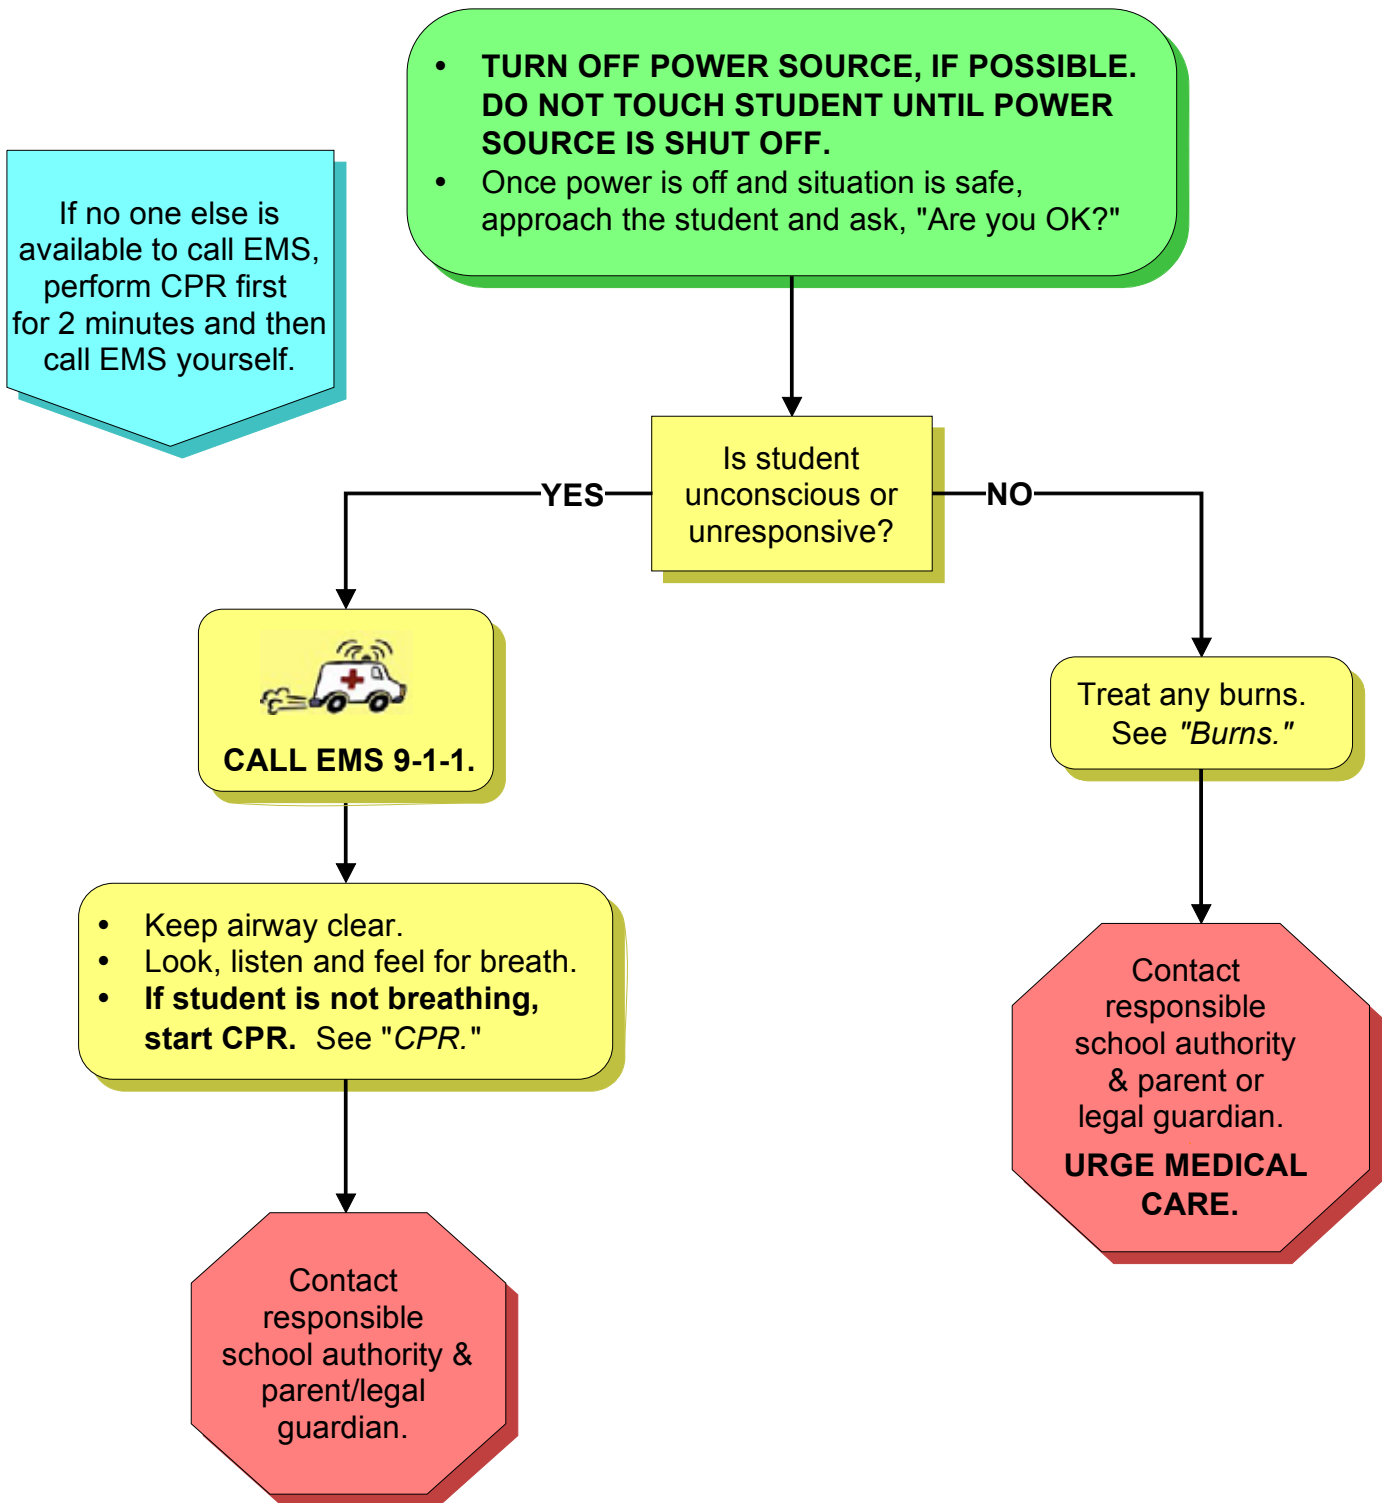 • TURN OFF POWER SOURCE, IF POSSIBLE.
DO NOT TOUCH STUDENT UNTIL POWER
SOURCE IS SHUT OFF.
• Once power is off and situation is safe,
approach the student and ask, "Are you OK?"
If no one else is
available to call EMS,
perform CPR first
for 2 minutes and then
call EMS yourself.
Is student
unconscious or
unresponsive?
YES
NO
CALL EMS 9-1-1.
Treat any burns.
See "Burns."
• Keep airway clear.
• Look, listen and feel for breath.
• If student is not breathing,
start CPR. See "CPR."
Contact
responsible
school authority
& parent or
legal guardian.
URGE MEDICAL
CARE.
Contact
responsible
school authority &
parent/legal
guardian.